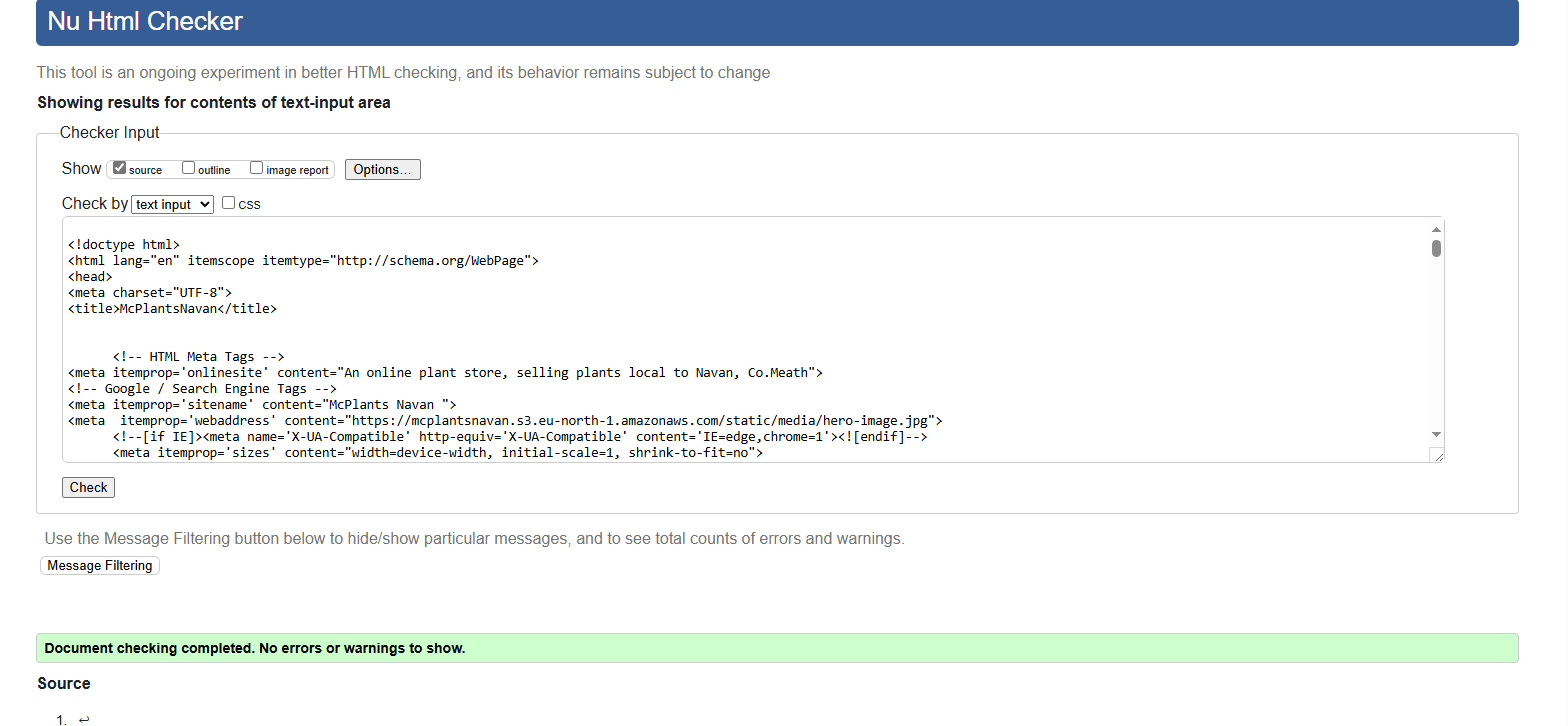 Nu Html Checker
This tool is an ongoing experiment in better HTML checking, and its behavior remains subject to change
Showing results for contents of text-input area
Checker Input
Show source outline image report Options...
Check by text input css
<!doctype html>
<html lang="en" itemscope itemtype="http://schema.org/WebPage">
<head>
<meta charset="UTF-8">
<title>McPlantsNavan</title>
<!-- HTML Meta Tags -->
<meta itemprop='onlinesite' content="An online plant store, selling plants local to Navan, Co.Meath">
<!-- Google / Search Engine Tags -->
<meta itemprop='sitename' content="McPlants Navan ">
<meta  itemprop='webaddress' content="https://mcplantsnavan.s3.eu-north-1.amazonaws.com/static/media/hero-image.jpg">
<!--[if IE]><meta name='X-UA-Compatible' http-equiv='X-UA-Compatible' content='IE=edge,chrome=1'><![endif]-->
<meta itemprop='sizes' content="width=device-width, initial-scale=1, shrink-to-fit=no">
Check
Use the Message Filtering button below to hide/show particular messages, and to see total counts of errors and warnings.
Message Filtering
Document checking completed. No errors or warnings to show.
Source
1. ↩